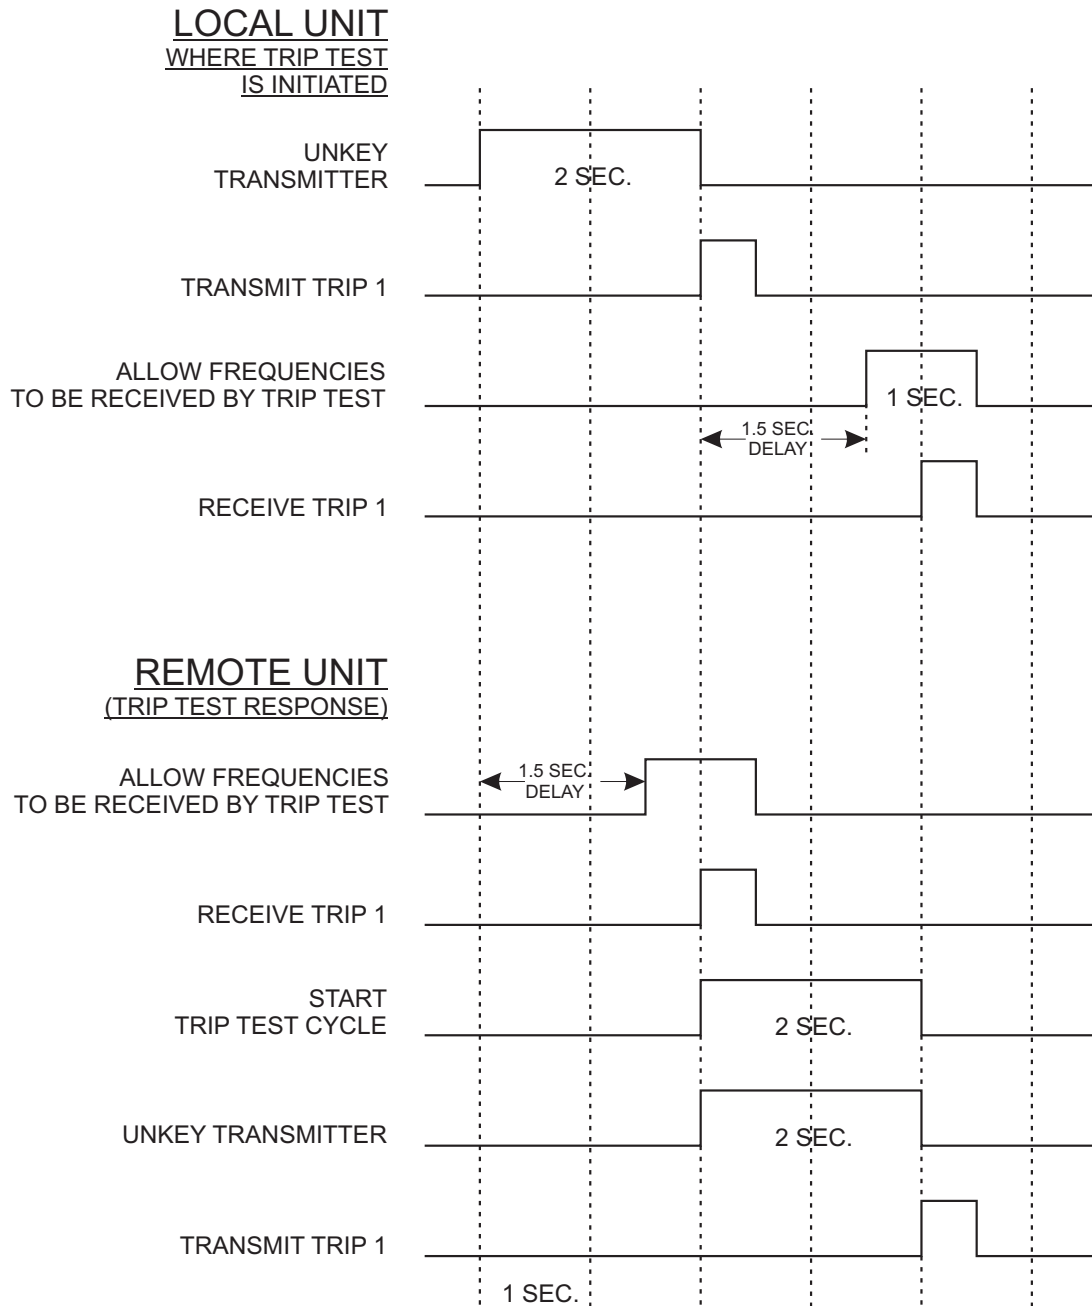 LOCAL UNIT
WHERE TRIP TEST
IS INITIATED
UNKEY
TRANSMITTER
2 SEC.
TRANSMIT TRIP 1
ALLOW FREQUENCIES
TO BE RECEIVED BY TRIP TEST
1 SEC.
1.5 SEC.
DELAY
RECEIVE TRIP 1
REMOTE UNIT
(TRIP TEST RESPONSE)
ALLOW FREQUENCIES
TO BE RECEIVED BY TRIP TEST
1.5 SEC.
DELAY
RECEIVE TRIP 1
START
TRIP TEST CYCLE
2 SEC.
UNKEY TRANSMITTER
2 SEC.
TRANSMIT TRIP 1
1 SEC.